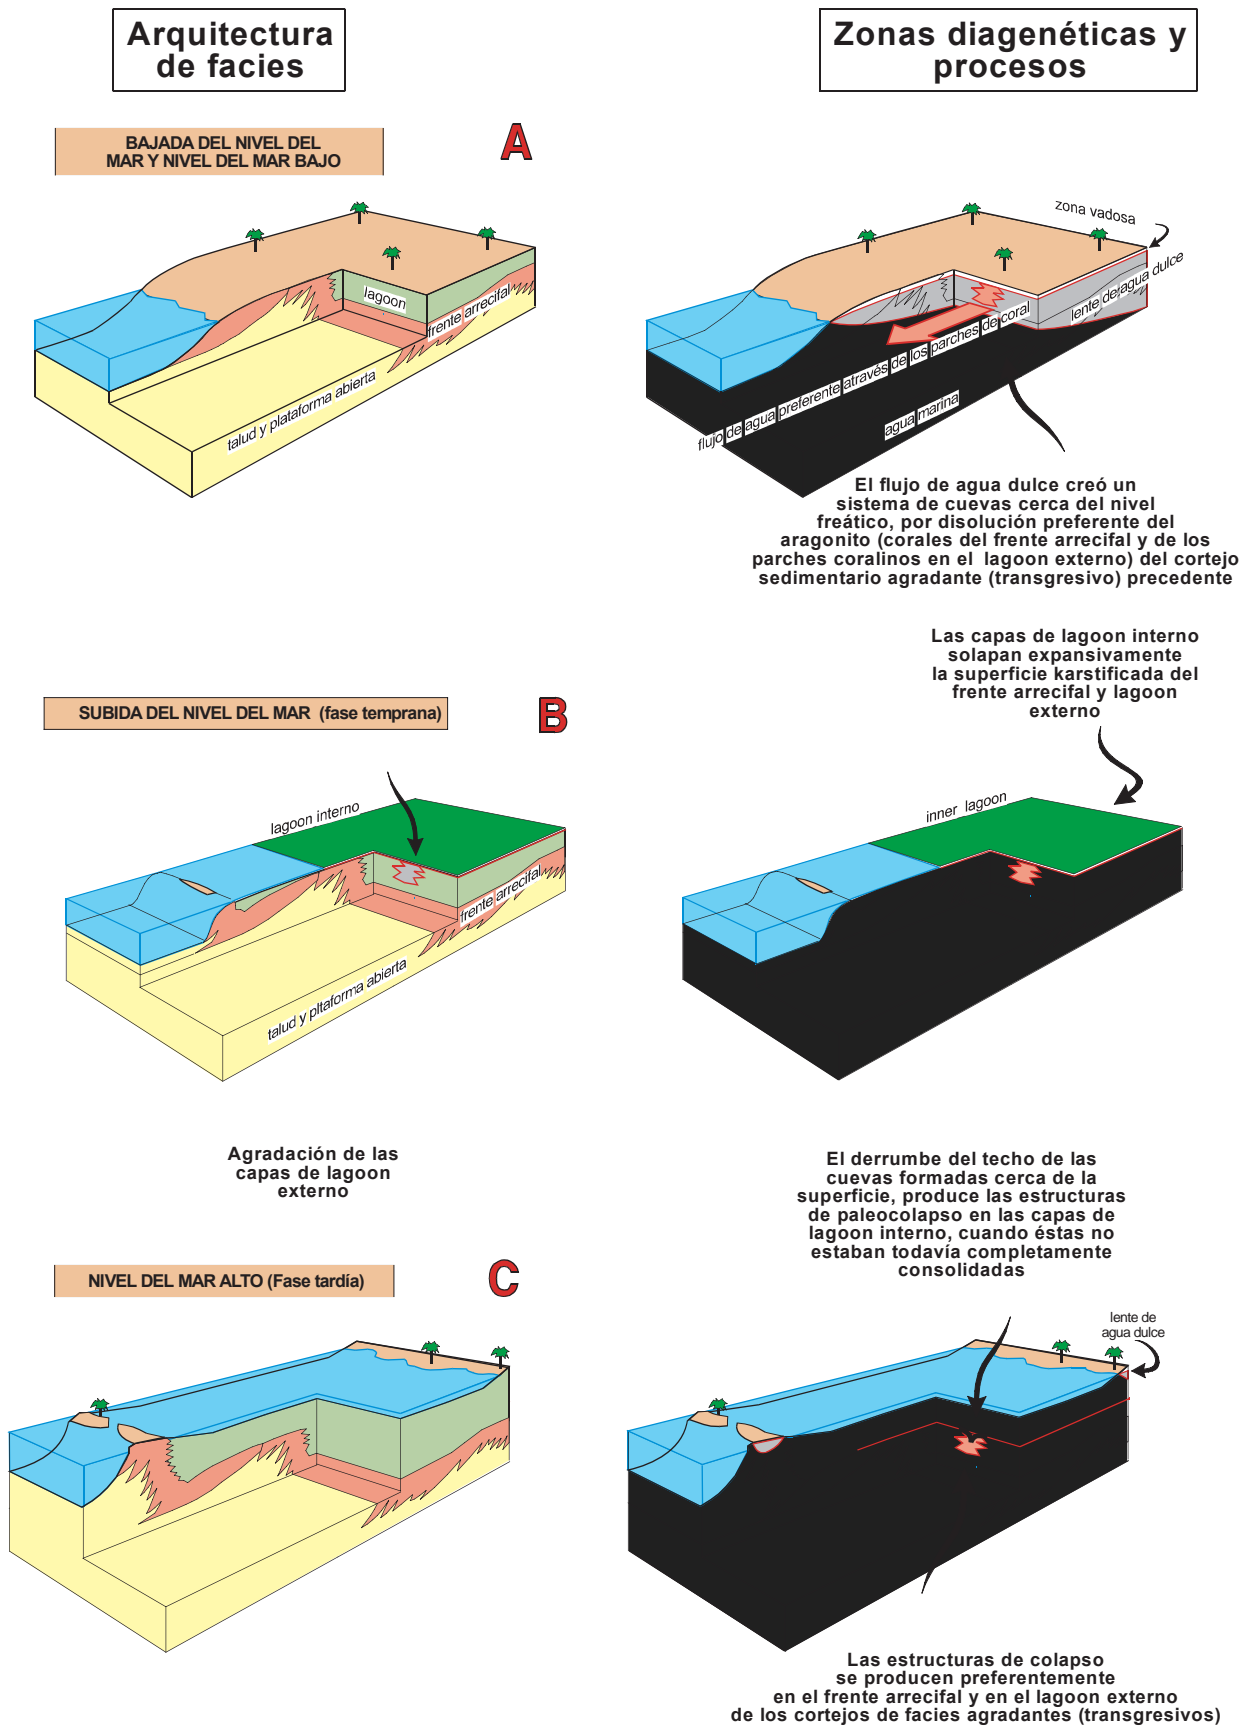 Arquitectura
de facies
Zonas diagenéticas y
procesos
BAJADA DEL NIVEL DEL
MAR Y NIVEL DEL MAR BAJO
A
lagoon
frente arrecifal
talud y plataforma abierta
zona vadosa
lente de agua dulce
flujo de agua preferente através de los parches de coral
agua marina
El flujo de agua dulce creó un
sistema de cuevas cerca del nivel
freático, por disolución preferente del
aragonito (corales del frente arrecifal y de los
parches coralinos en el lagoon externo) del cortejo
sedimentario agradante (transgresivo) precedente
Las capas de lagoon interno
solapan expansivamente
la superficie karstificada del
frente arrecifal y lagoon
externo
SUBIDA DEL NIVEL DEL MAR (fase temprana)
B
lagoon interno
frente arrecifal
talud y pltaforma abierta
inner lagoon
Agradación de las
capas de lagoon
externo
El derrumbe del techo de las
cuevas formadas cerca de la
superficie, produce las estructuras
de paleocolapso en las capas de
lagoon interno, cuando éstas no
estaban todavía completamente
consolidadas
NIVEL DEL MAR ALTO (Fase tardía)
C
lente de
agua dulce
Las estructuras de colapso
se producen preferentemente
en el frente arrecifal y en el lagoon externo
de los cortejos de facies agradantes (transgresivos)